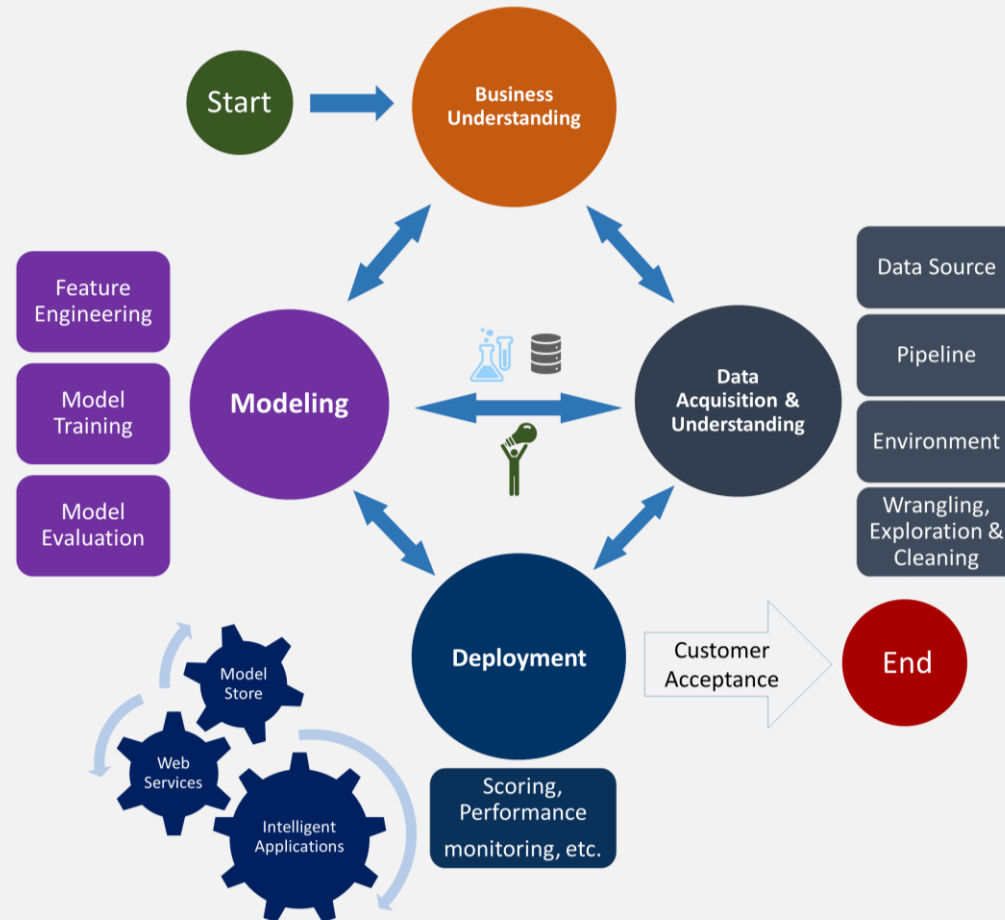 Start
Business
Understanding
Feature
Engineering
Model
Training
Model
Evaluation
Modeling
Data
Acquisition &
Understanding
Data Source
Pipeline
Environment
Wrangling,
Exploration &
Cleaning
Deployment
Customer
Acceptance
End
Model
Store
Web
Services
Intelligent
Applications
Scoring,
Performance
monitoring, etc.